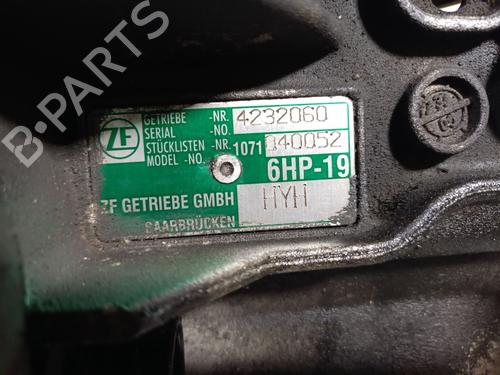 B-PARTS
ZF
GETRIEBE -NR. 4232060
SERIAL -NO.
STÜCKLISTEN -NR. 1071 040052
MODEL -NO.
6HP-19
ZF GETRIEBE GMBH HYH
SAARBRÜCKEN